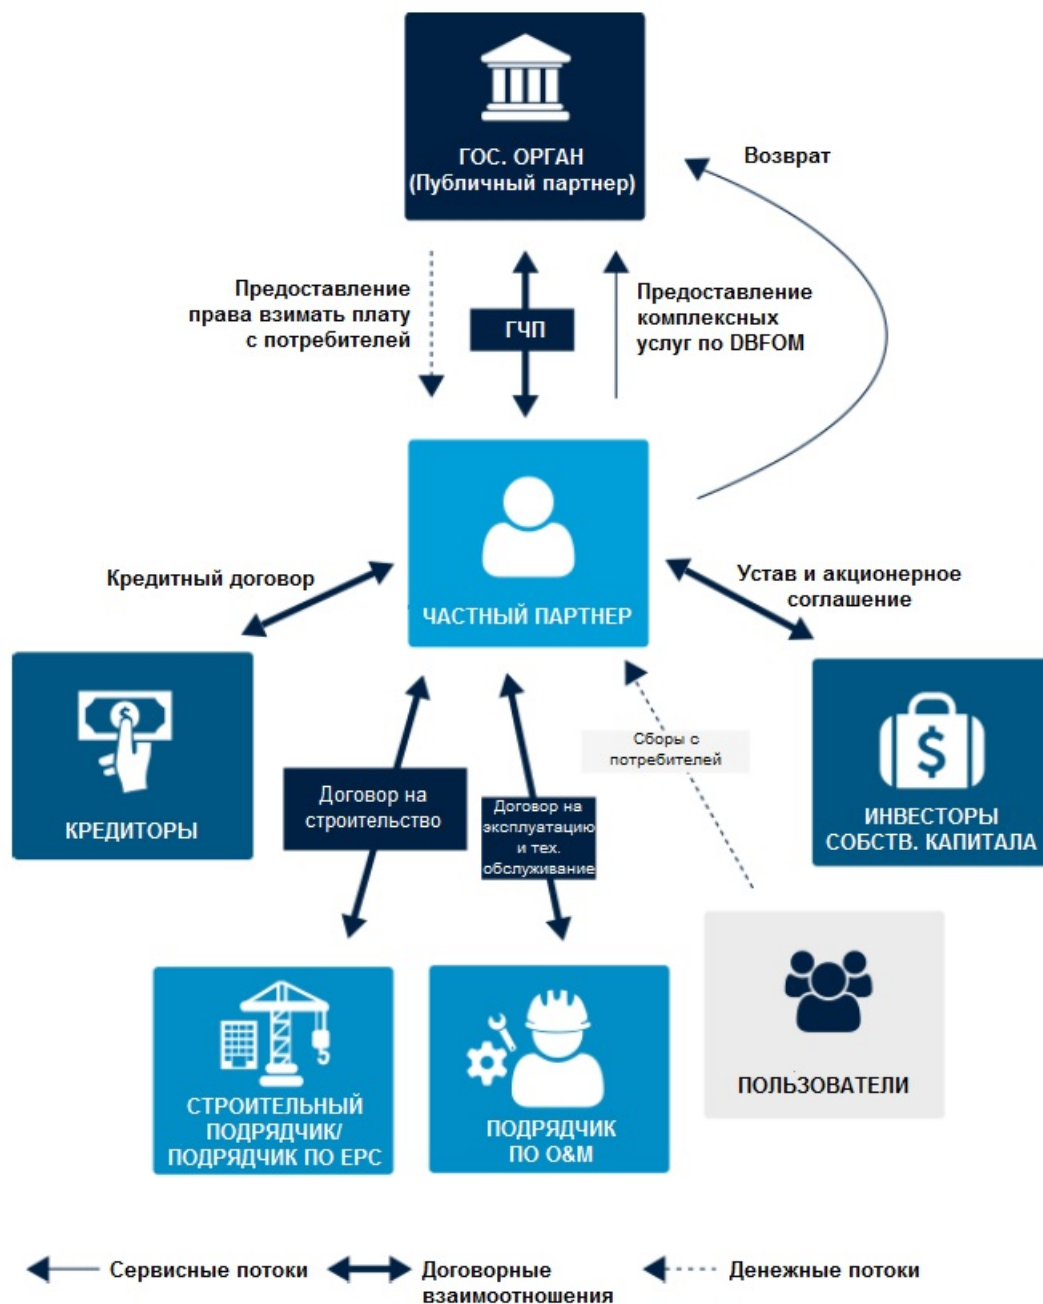 ГОС. ОРГАН
(Публичный партнер)
Возврат
Предоставление
права взимать плату
с потребителей
ГЧП
Предоставление
комплексных
услуг по DBFOM
Кредитный договор
ЧАСТНЫЙ ПАРТНЕР
Устав и акционерное
соглашение
$
КРЕДИТОРЫ
Договор на
строительство
Договор на
эксплуатацию
и тех.
обслуживание
Сборы с
потребителей
$
ИНВЕСТОРЫ
СОБСТВ. КАПИТАЛА
СТРОИТЕЛЬНЫЙ
ПОДРЯДЧИК/
ПОДРЯДЧИК ПО EPC
ПОДРЯДЧИК
ПО O&M
ПОЛЬЗОВАТЕЛИ
Сервисные потоки
Договорные
взаимоотношения
Денежные потоки